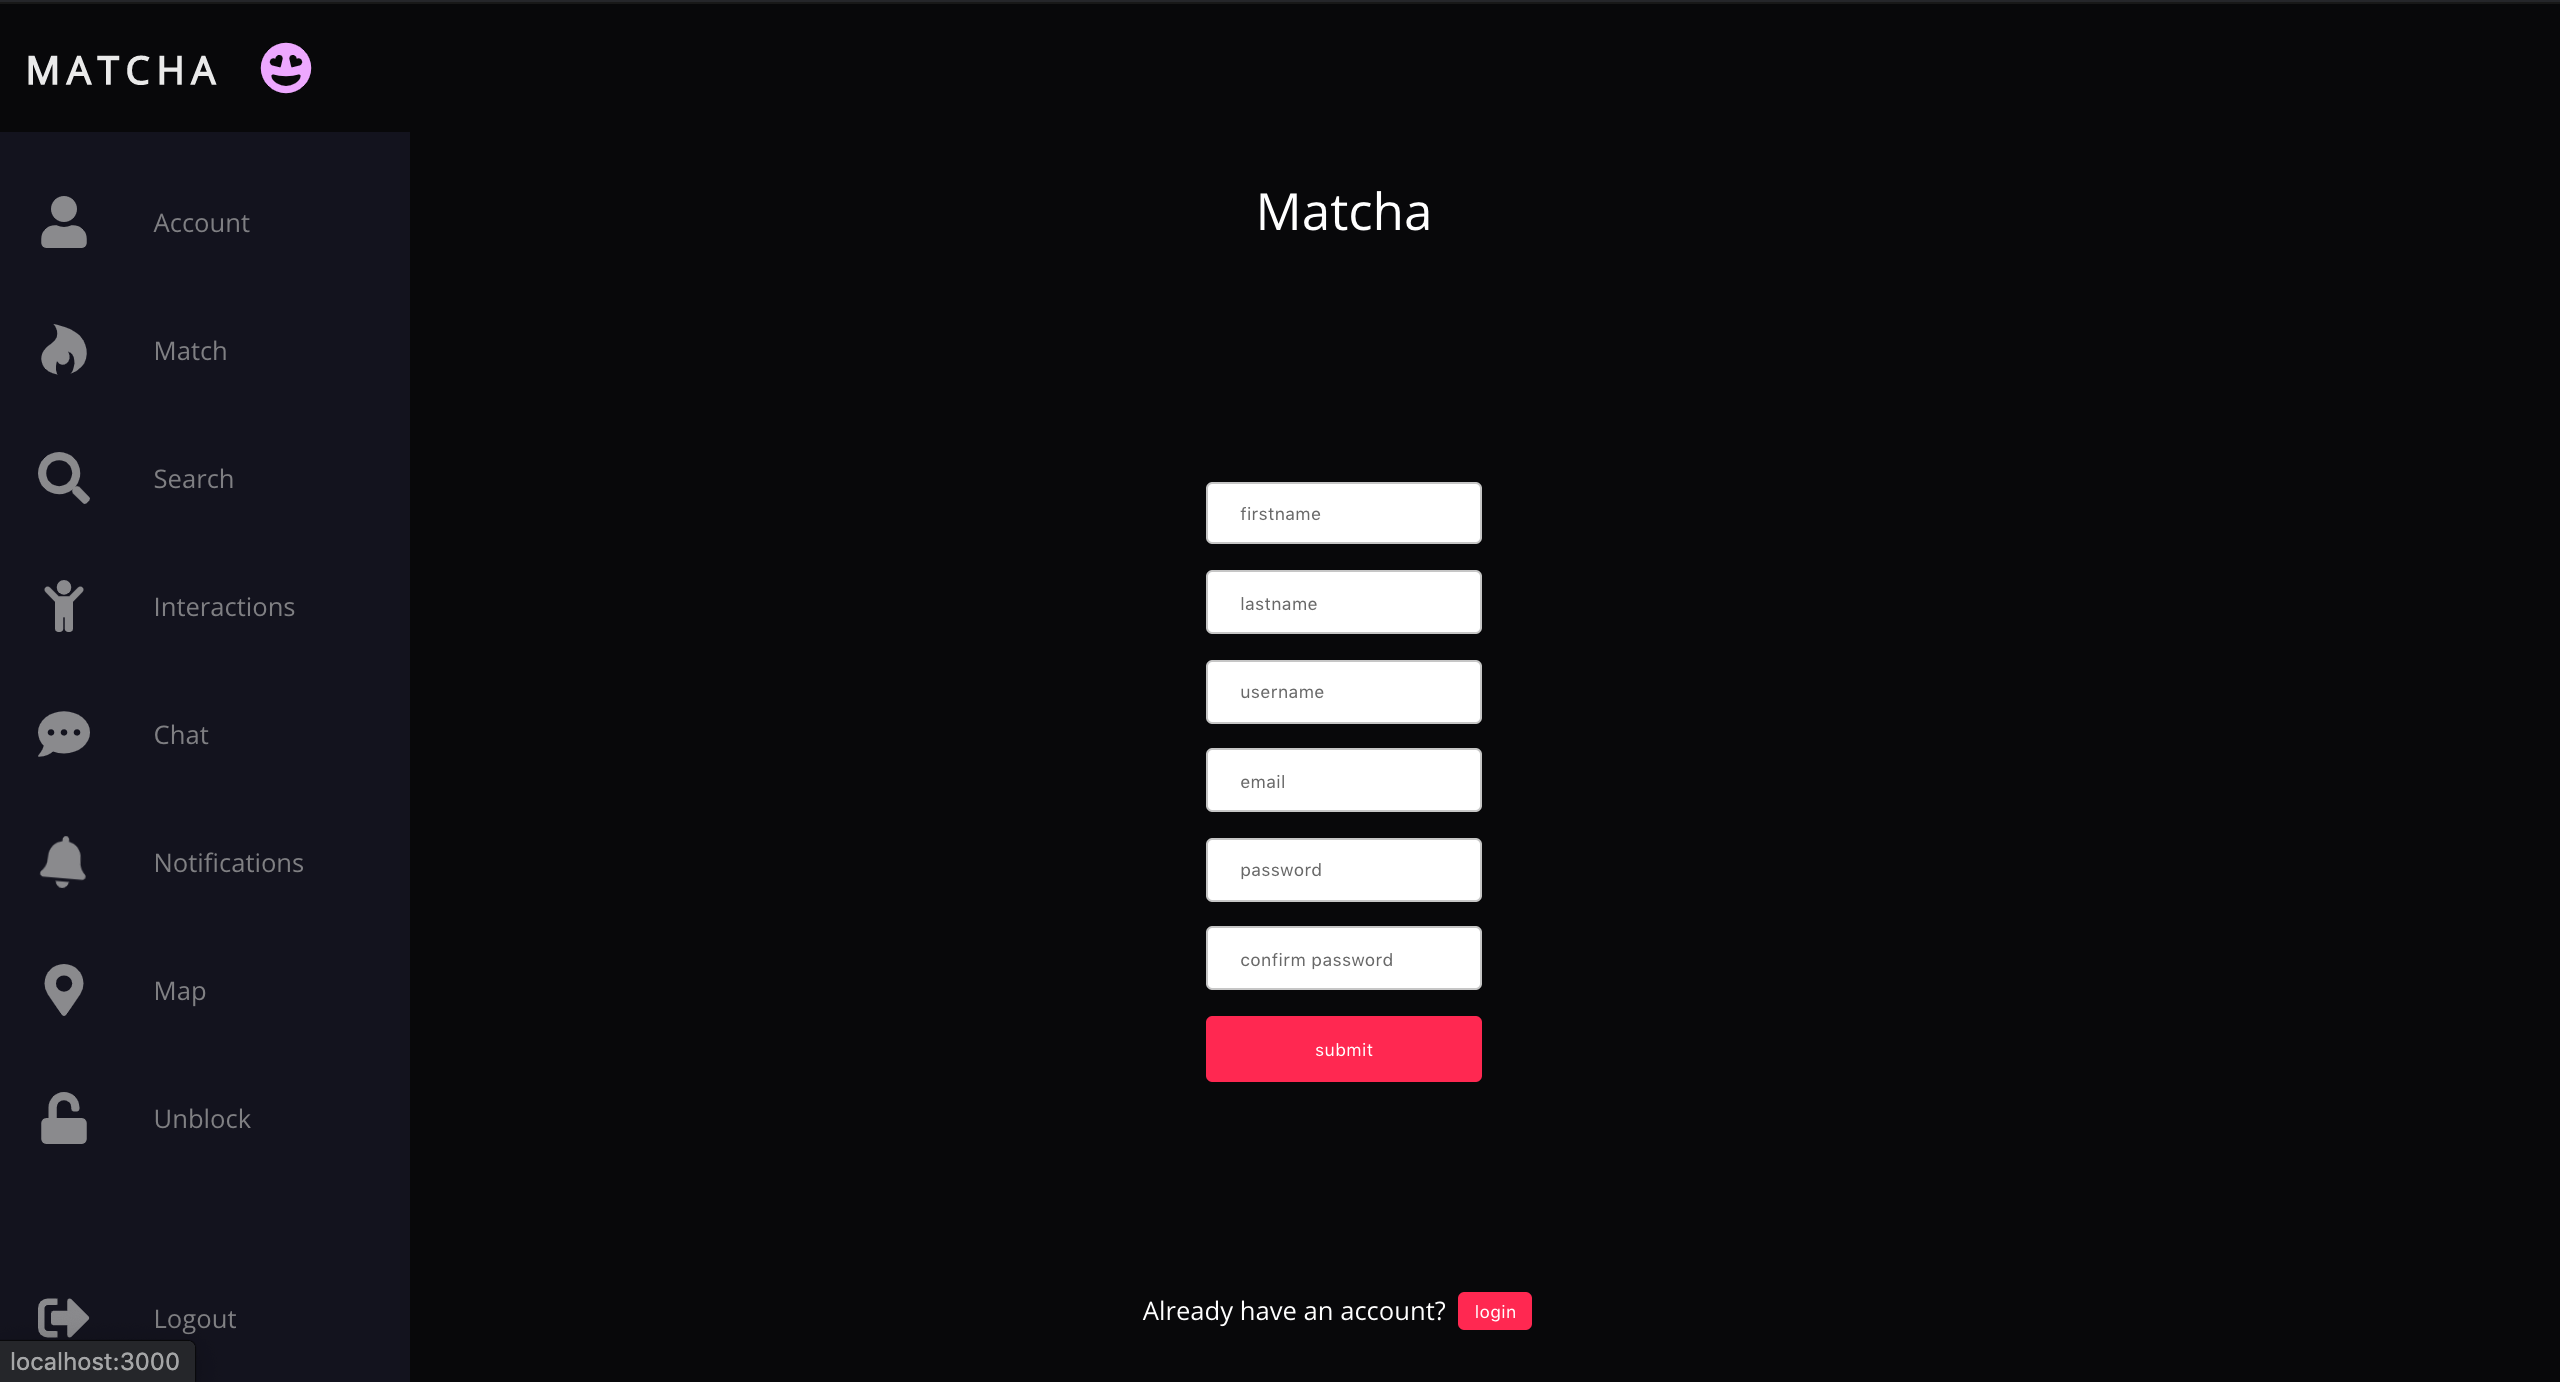 MATCHA
Account
Match
Search
Interactions
Chat
Notifications
Map
Unblock
Logout
localhost:3000
Matcha
firstname
lastname
username
email
password
confirm password
submit
Already have an account? login